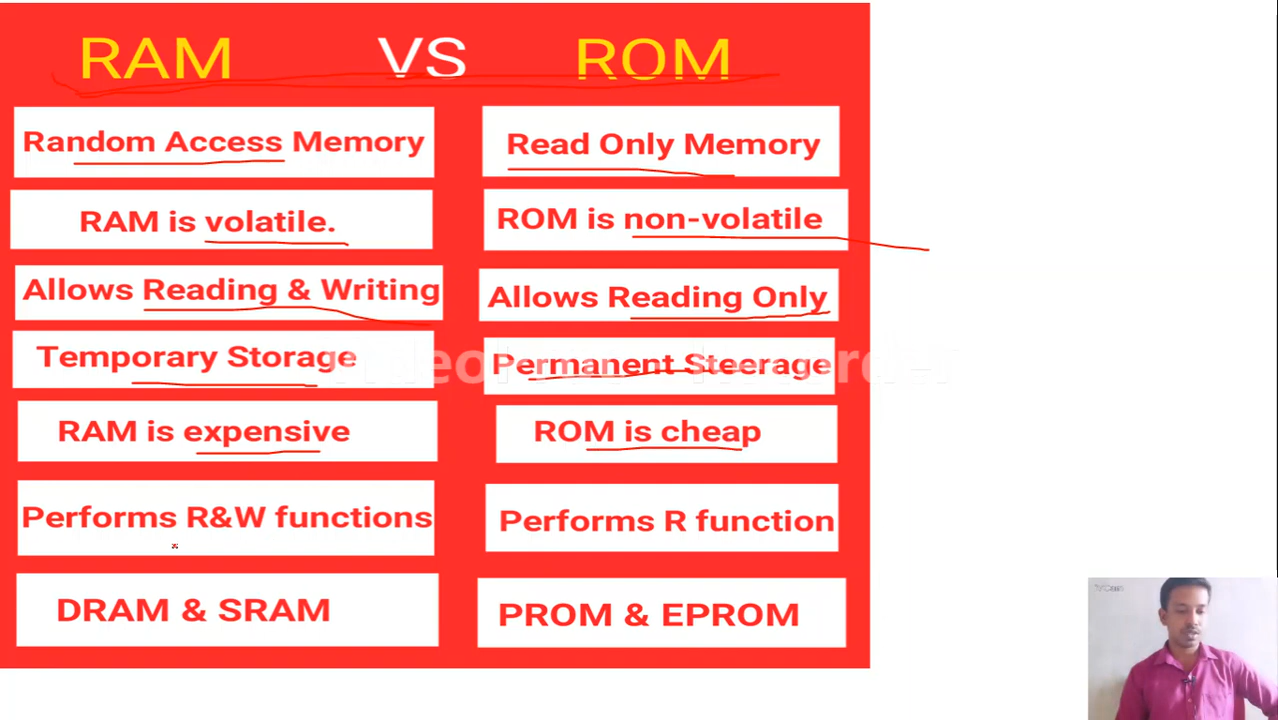 RAM VS ROM
Random Access Memory
Read Only Memory
RAM is volatile.
ROM is non-volatile
Allows Reading & Writing
Allows Reading Only
Temporary Storage
Permanent Steorage
RAM is expensive
ROM is cheap
Performs R&W functions
Performs R function
DRAM & SRAM
PROM & EPROM